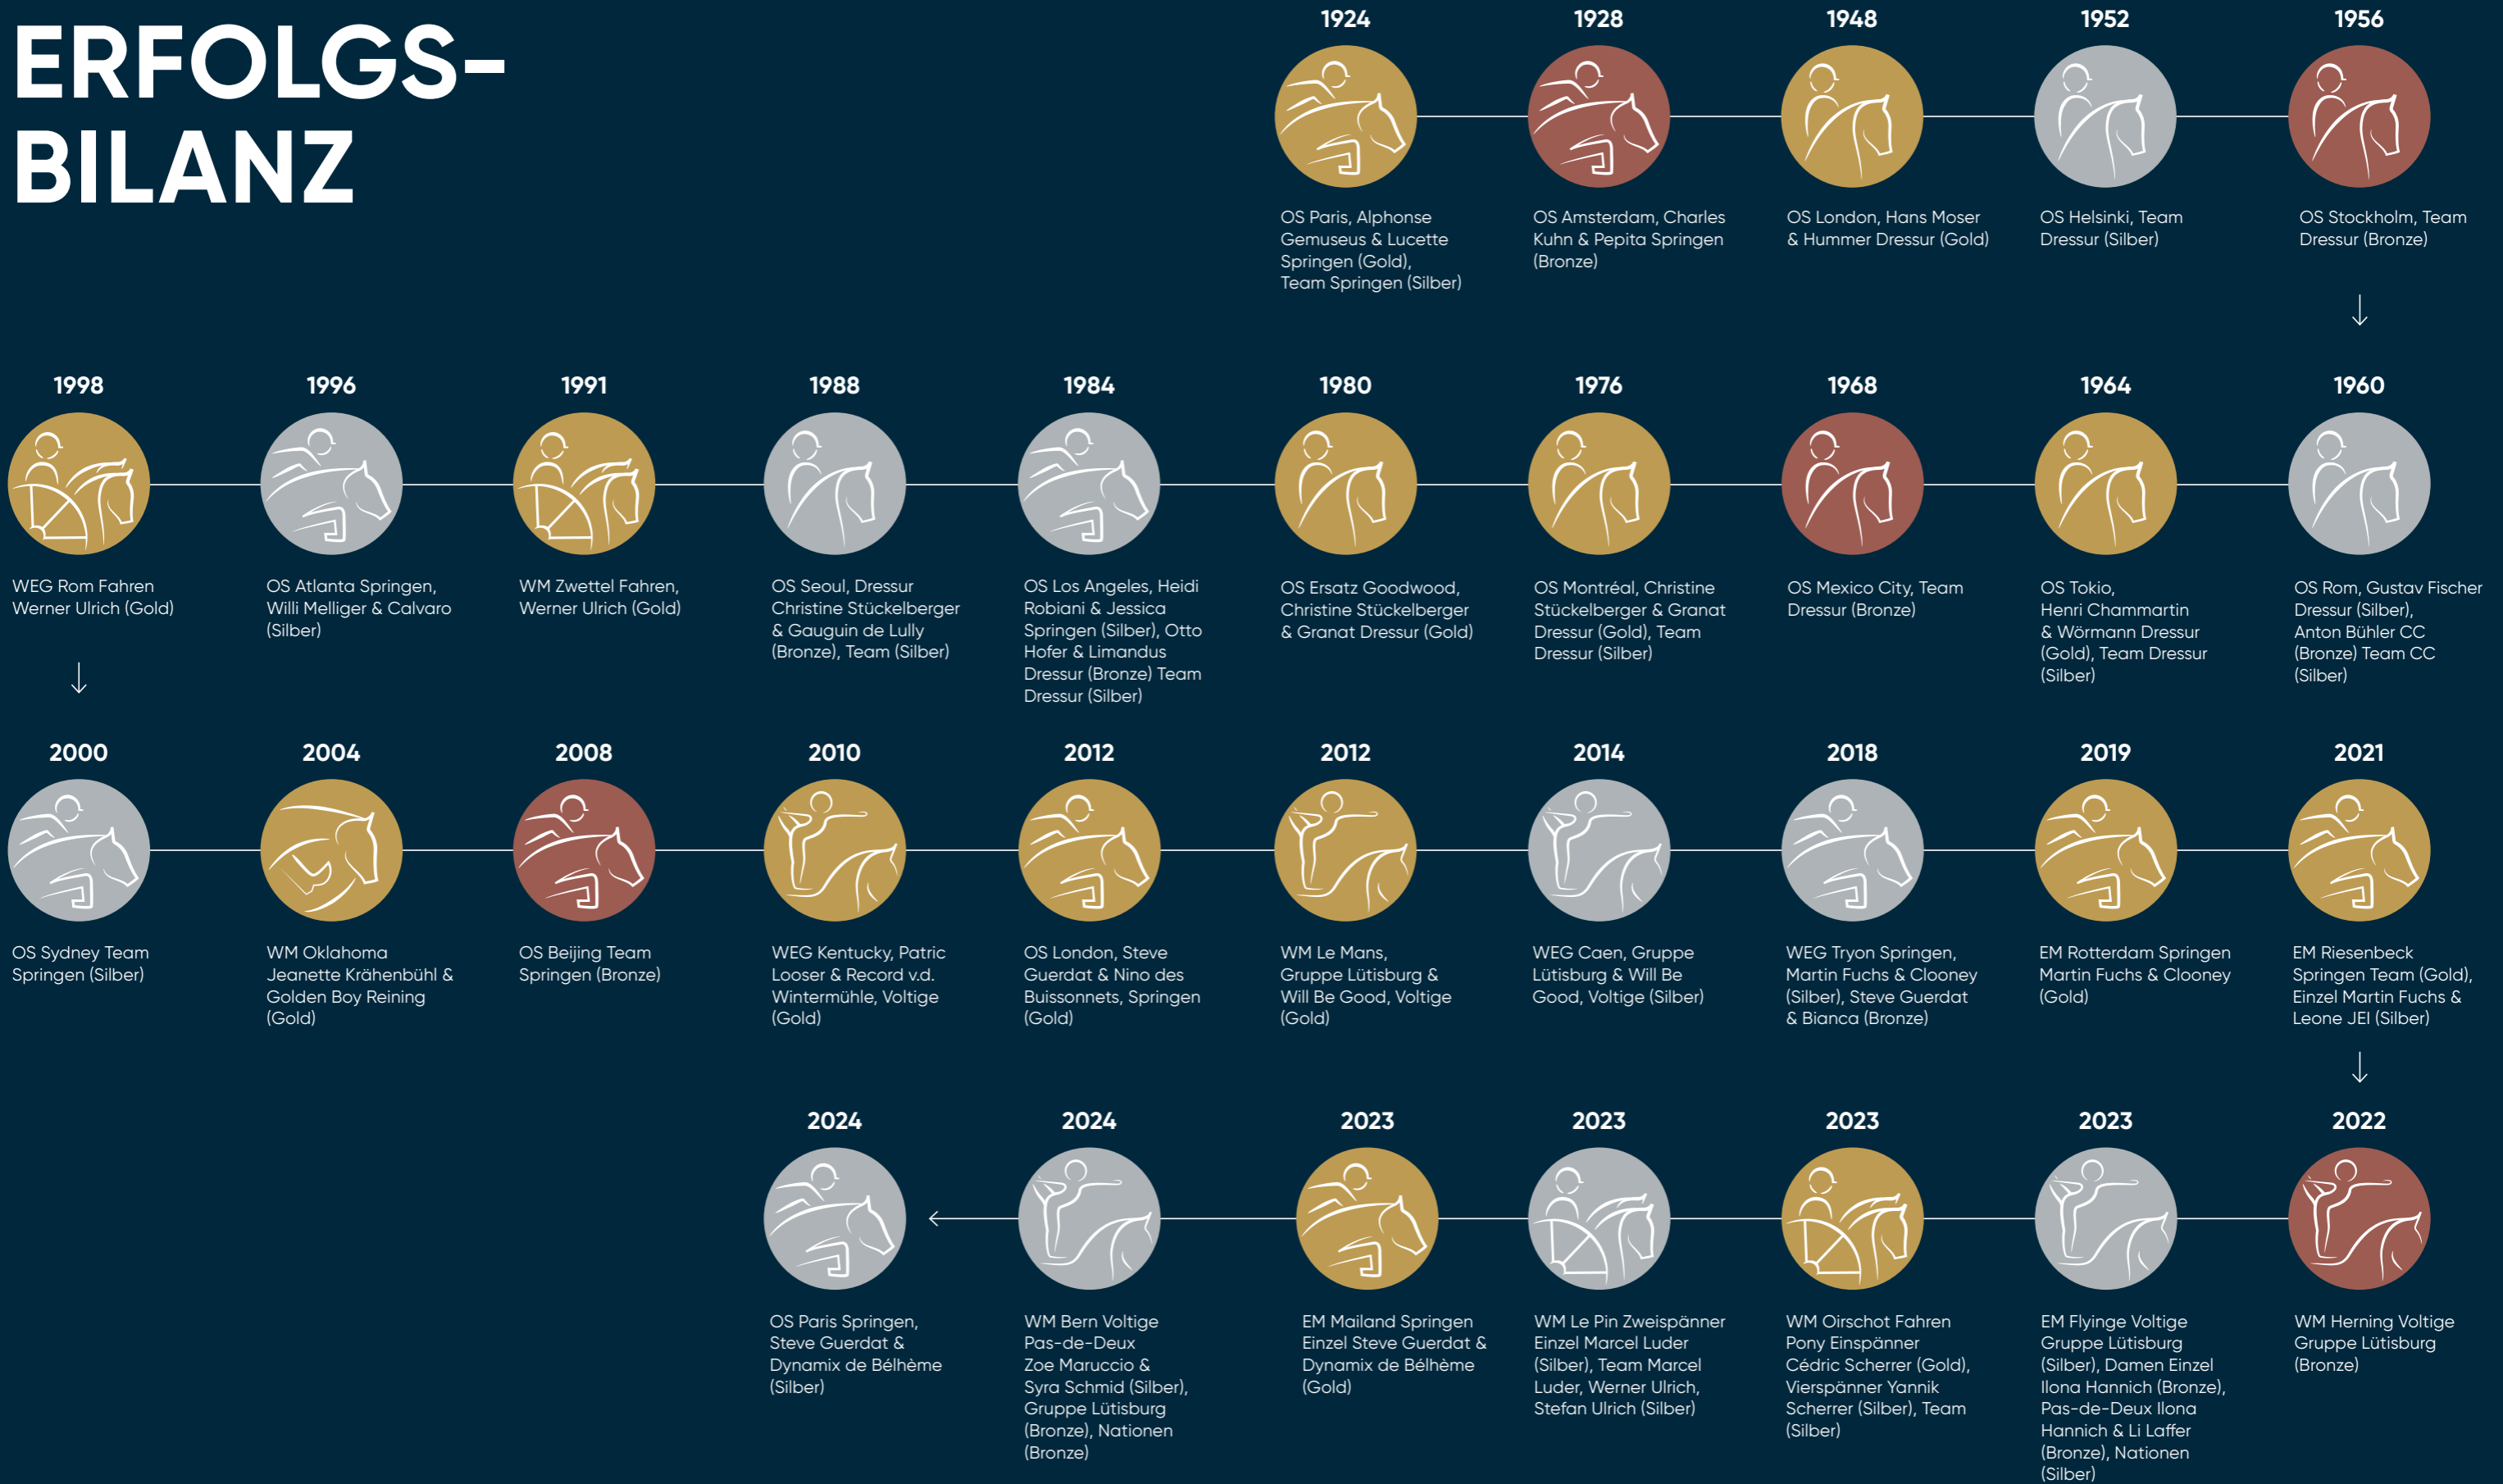 ERFOLGS-
BILANZ
1924
OS Paris, Alphonse
Gemuseus & Lucette
Springen (Gold),
Team Springen (Silber)
1928
OS Amsterdam, Charles
Kuhn & Pepita Springen
(Bronze)
1948
OS London, Hans Moser
& Hummer Dressur (Gold)
1952
OS Helsinki, Team
Dressur (Silber)
1956
OS Stockholm, Team
Dressur (Bronze)
1960
OS Rom, Gustav Fischer
Dressur (Silber),
Anton Bühler CC
(Bronze) Team CC
(Silber)
1964
OS Tokio,
Henri Chammartin
& Wörmann Dressur
(Gold), Team Dressur
(Silber)
1968
OS Mexico City, Team
Dressur (Bronze)
1976
OS Montréal, Christine
Stückelberger & Granat
Dressur (Gold), Team
Dressur (Silber)
1980
OS Ersatz Goodwood,
Christine Stückelberger
& Granat Dressur (Gold)
1984
OS Los Angeles, Heidi
Robiani & Jessica
Springen (Silber), Otto
Hofer & Limandus
Dressur (Bronze) Team
Dressur (Silber)
1988
OS Seoul, Dressur
Christine Stückelberger
& Gauguin de Lully
(Bronze), Team (Silber)
1991
WM Zwettel Fahren,
Werner Ulrich (Gold)
1996
OS Atlanta Springen,
Willi Melliger & Calvaro
(Silber)
1998
WEG Rom Fahren
Werner Ulrich (Gold)
2000
OS Sydney Team
Springen (Silber)
2004
WM Oklahoma
Jeanette Krähenbühl &
Golden Boy Reining
(Gold)
2008
OS Beijing Team
Springen (Bronze)
2010
WEG Kentucky, Patric
Looser & Record v.d.
Wintermühle, Voltige
(Gold)
2012
OS London, Steve
Guerdat & Nino des
Buissonnets, Springen
(Gold)
2012
WM Le Mans,
Gruppe Lütisburg &
Will Be Good, Voltige
(Gold)
2014
WEG Caen, Gruppe
Lütisburg & Will Be
Good, Voltige (Silber)
2018
WEG Tryon Springen,
Martin Fuchs & Clooney
(Silber), Steve Guerdat
& Bianca (Bronze)
2019
EM Rotterdam Springen
Martin Fuchs & Clooney
(Gold)
2021
EM Riesenbeck
Springen Team (Gold),
Einzel Martin Fuchs &
Leone JEI (Silber)
2022
WM Herning Voltige
Gruppe Lütisburg
(Bronze)
2023
EM Flyinge Voltige
Gruppe Lütisburg
(Silber), Damen Einzel
Ilona Hannich (Bronze),
Pas-de-Deux Ilona
Hannich & Li Laffer
(Bronze), Nationen
(Silber)
2023
WM Oirschot Fahren
Pony Einspänner
Cédric Scherrer (Gold),
Vierspänner Yannik
Scherrer (Silber), Team
(Silber)
2023
WM Le Pin Zweispänner
Einzel Marcel Luder
(Silber), Team Marcel
Luder, Werner Ulrich,
Stefan Ulrich (Silber)
2023
EM Mailand Springen
Einzel Steve Guerdat &
Dynamix de Bélhème
(Gold)
2024
WM Bern Voltige
Pas-de-Deux
Zoe Maruccio &
Syra Schmid (Silber),
Gruppe Lütisburg
(Bronze), Nationen
(Bronze)
2024
OS Paris Springen,
Steve Guerdat &
Dynamix de Bélhème
(Silber)